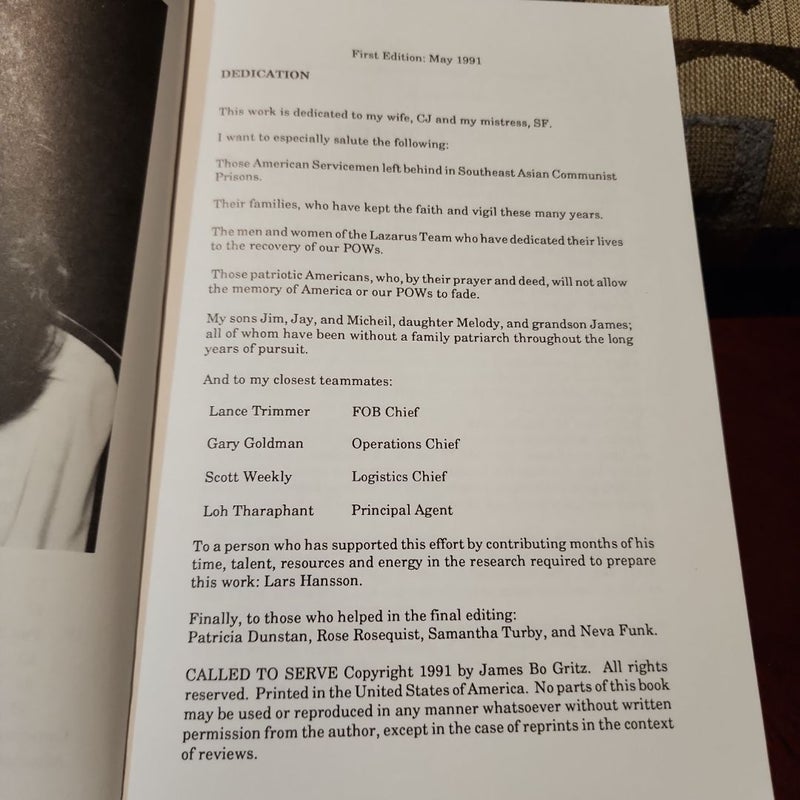 First Edition: May 1991
DEDICATION
This work is dedicated to my wife, CJ and my mistress, SF.
I want to especially salute the following:
Those American Servicemen left behind in Southeast Asian Communist
Prisons.
Their families, who have kept the faith and vigil these many years.
The men and women of the Lazarus Team who have dedicated their lives
to the recovery of our POWs.
Those patriotic Americans, who, by their prayer and deed, will not allow
the memory of America or our POWs to fade.
My sons Jim, Jay, and Micheil, daughter Melody, and grandson James;
all of whom have been without a family patriarch throughout the long
years of pursuit.
And to my closest teammates:
Lance Trimmer FOB Chief
Gary Goldman Operations Chief
Scott Weekly Logistics Chief
Loh Tharaphant Principal Agent
To a person who has supported this effort by contributing months of his
time, talent, resources and energy in the research required to prepare
this work: Lars Hansson.
Finally, to those who helped in the final editing:
Patricia Dunstan, Rose Rosequist, Samantha Turby, and Neva Funk.
CALLED TO SERVE Copyright 1991 by James Bo Gritz. All rights
reserved. Printed in the United States of America. No parts of this book
may be used or reproduced in any manner whatsoever without written
permission from the author, except in the case of reprints in the context
of reviews.